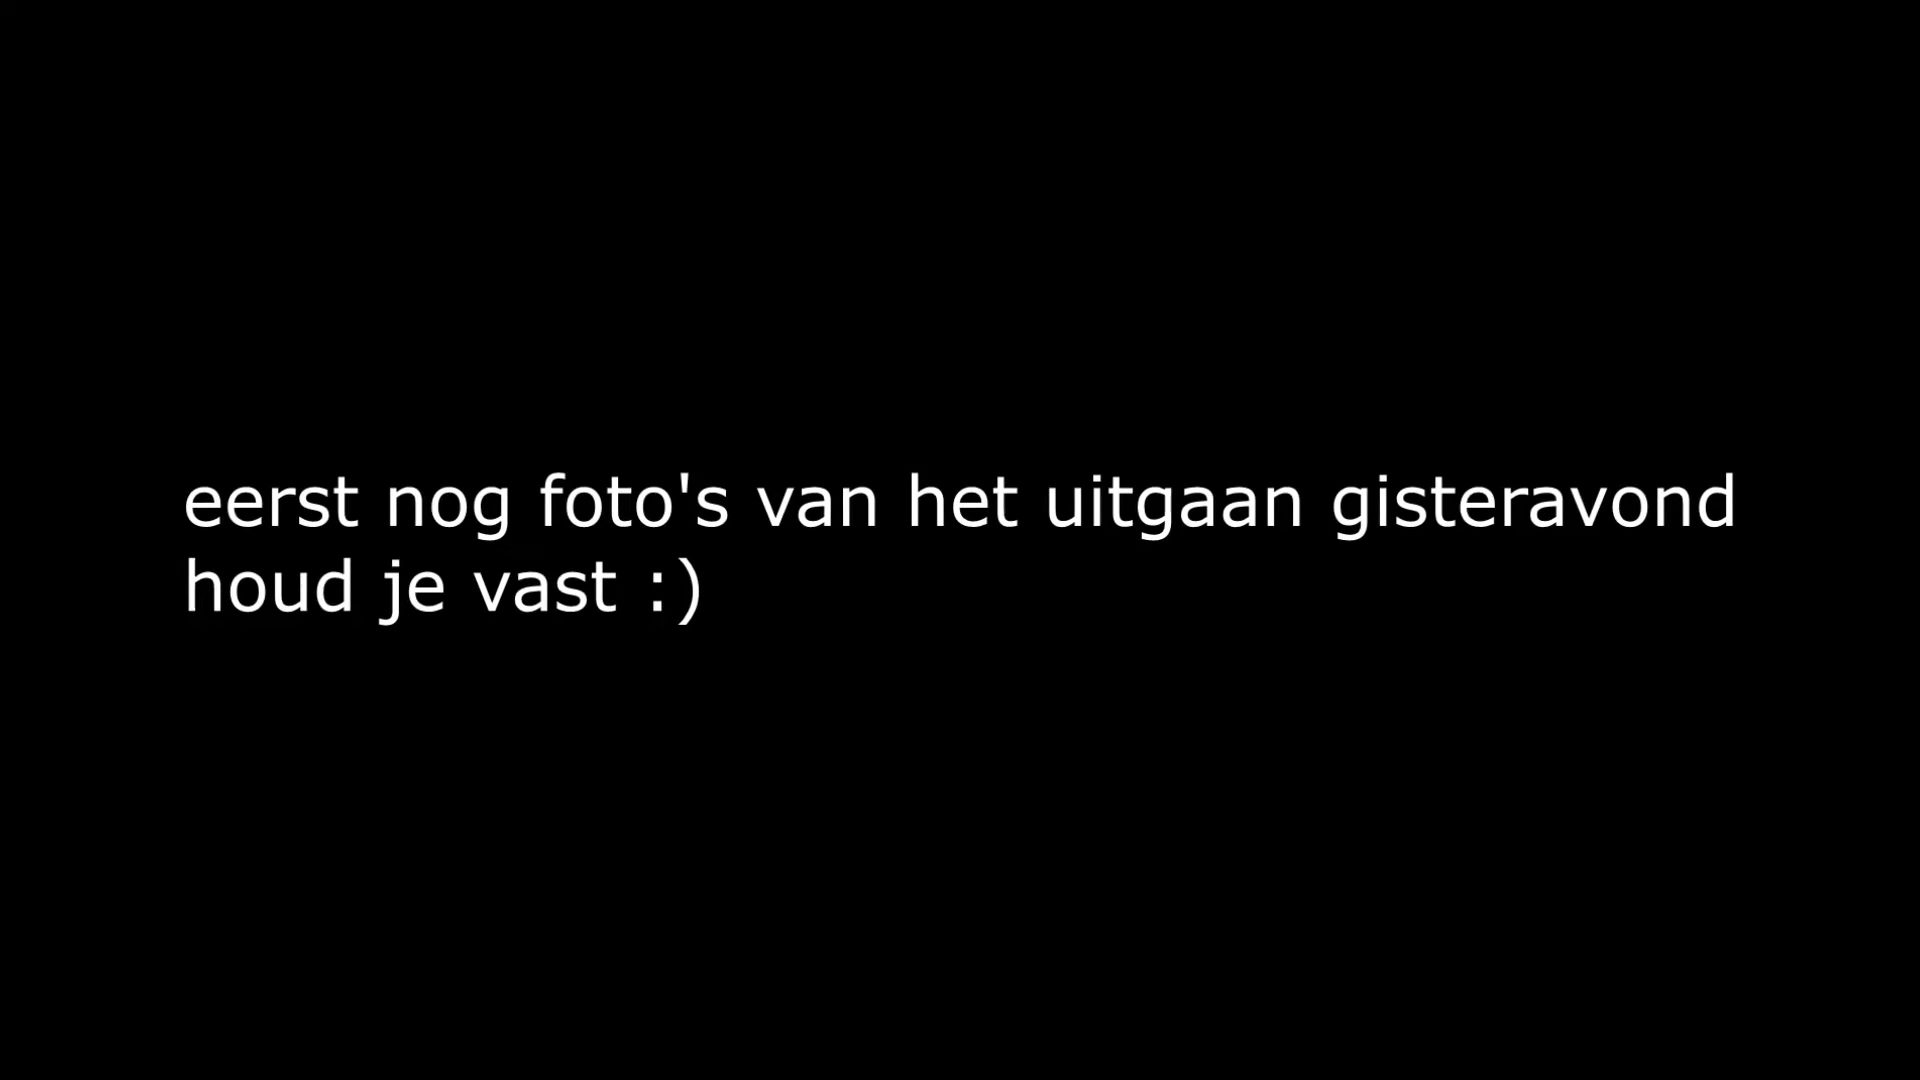 eerst nog foto's van het uitgaan gisteravond
houd je vast :)